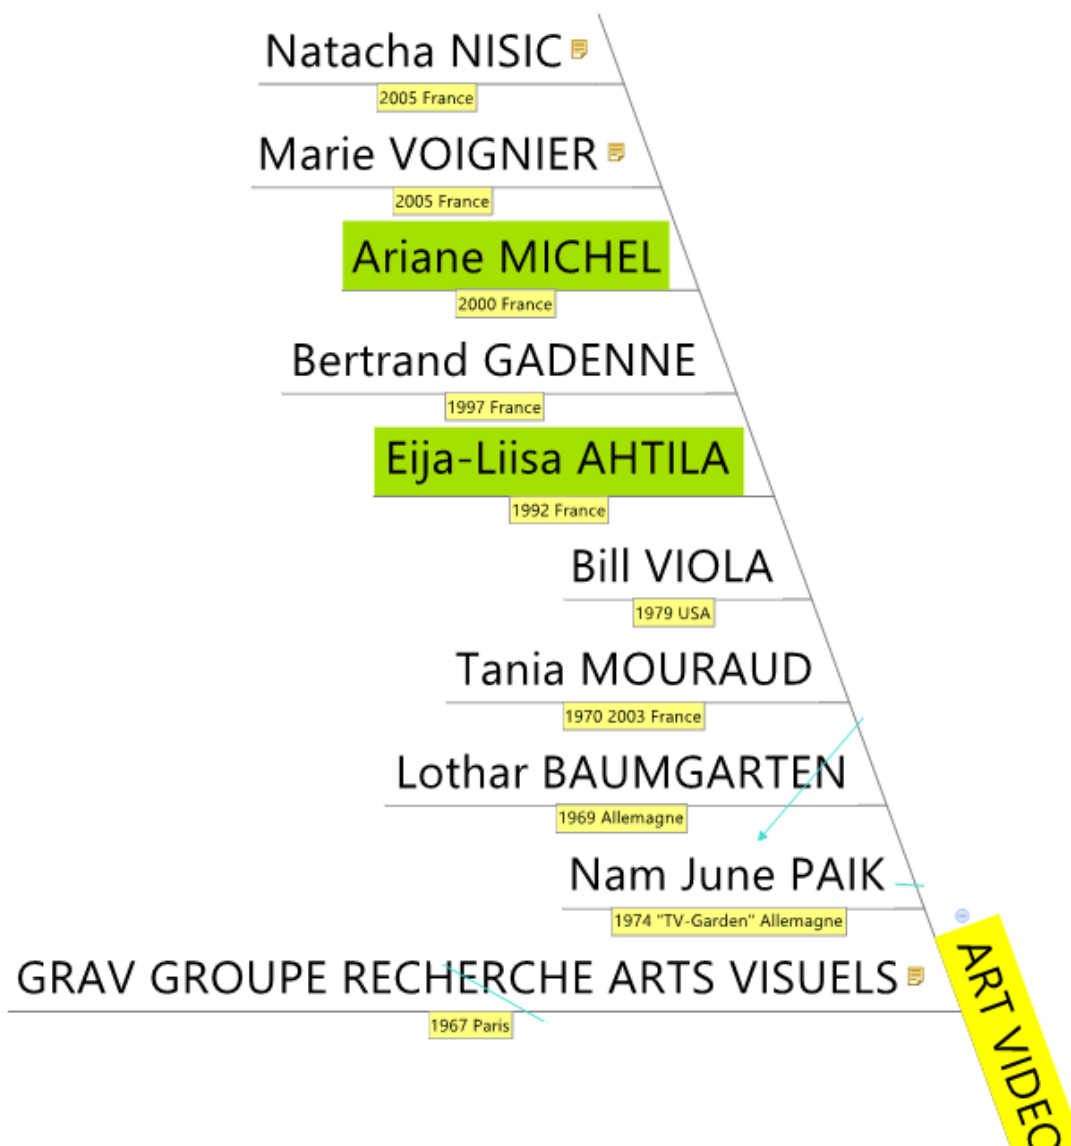 Natacha NISIC
2005 France
Marie VOIGNIER
2005 France
Ariane MICHEL
2000 France
Bertrand GADENNE
1997 France
Eija-Liisa AHTILA
1992 France
Bill VIOLA
1979 USA
Tania MOURAUD
1970 2003 France
Lothar BAUMGARTEN
1969 Allemagne
Nam June PAIK
1974 "TV-Garden" Allemagne
GRAV GROUPE RECHERCHE ARTS VISUELS
1967 Paris
ART VIDEO